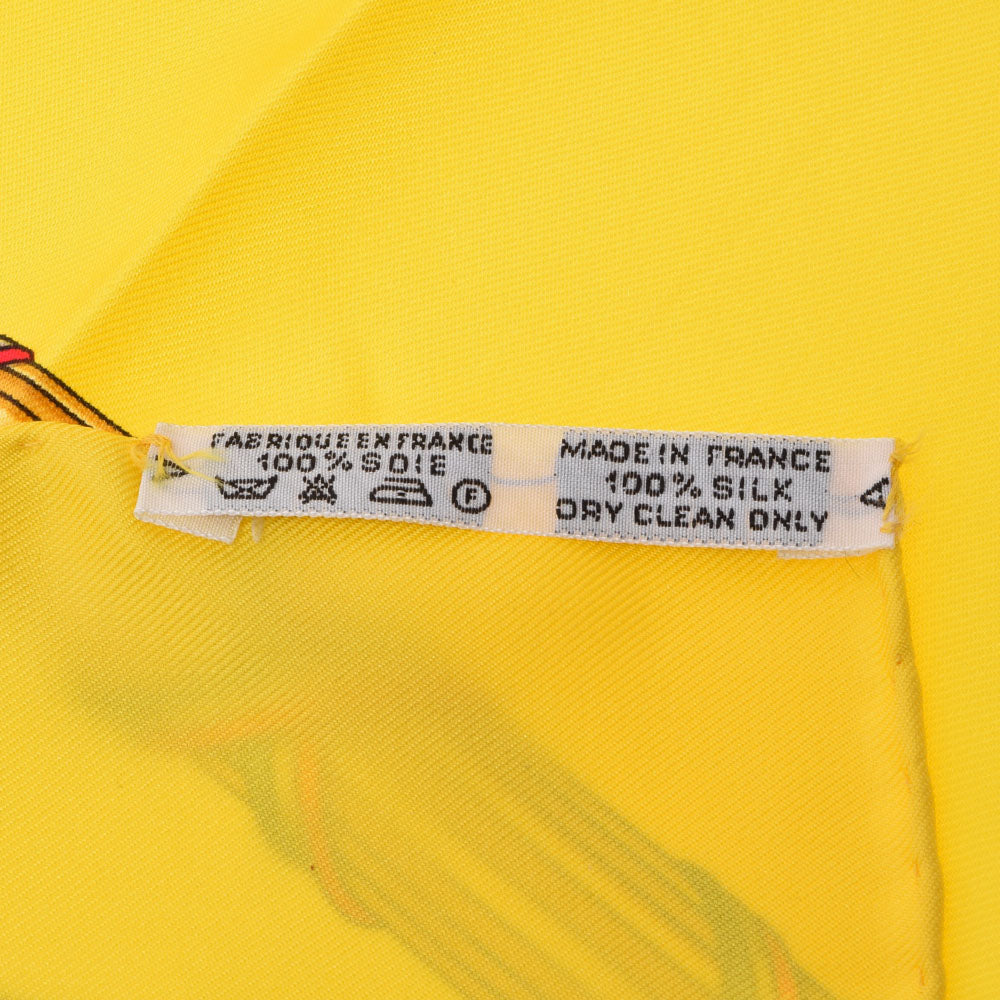 FABRIQUE EN FRANCE
100% SOIE
F
MADE IN FRANCE
100% SILK
DRY CLEAN ONLY